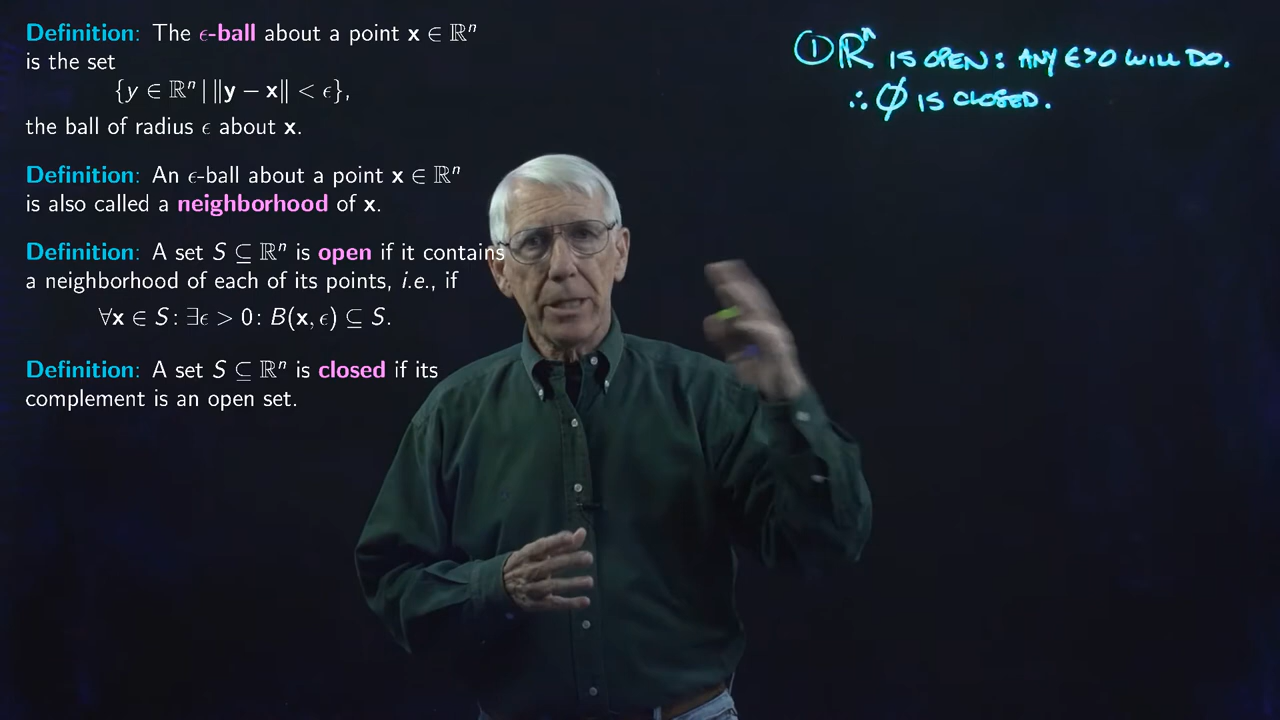 Definition: The ϵ-ball about a point x ∈ ℝⁿ
is the set
{y ∈ ℝⁿ | ‖y − x‖ < ϵ},
the ball of radius ϵ about x.
Definition: An ϵ-ball about a point x ∈ ℝⁿ
is also called a neighborhood of x.
Definition: A set S ⊆ ℝⁿ is open if it contains
a neighborhood of each of its points, i.e., if
∀x ∈ S: ∃ϵ > 0: B(x, ϵ) ⊆ S.
Definition: A set S ⊆ ℝⁿ is closed if its
complement is an open set.
① ℝⁿ IS OPEN: ANY ϵ>0 WILL DO.
∴ ∅ IS CLOSED.